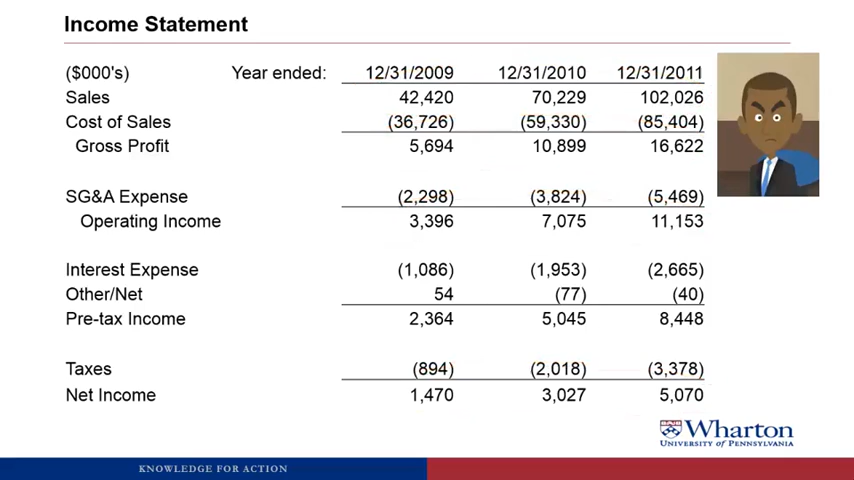 Income Statement
($000's) Year ended: 12/31/2009 12/31/2010 12/31/2011
Sales 42,420 70,229 102,026
Cost of Sales (36,726) (59,330) (85,404)
Gross Profit 5,694 10,899 16,622
SG&A Expense (2,298) (3,824) (5,469)
Operating Income 3,396 7,075 11,153
Interest Expense (1,086) (1,953) (2,665)
Other/Net 54 (77) (40)
Pre-tax Income 2,364 5,045 8,448
Taxes (894) (2,018) (3,378)
Net Income 1,470 3,027 5,070
Wharton
UNIVERSITY of PENNSYLVANIA
KNOWLEDGE FOR ACTION